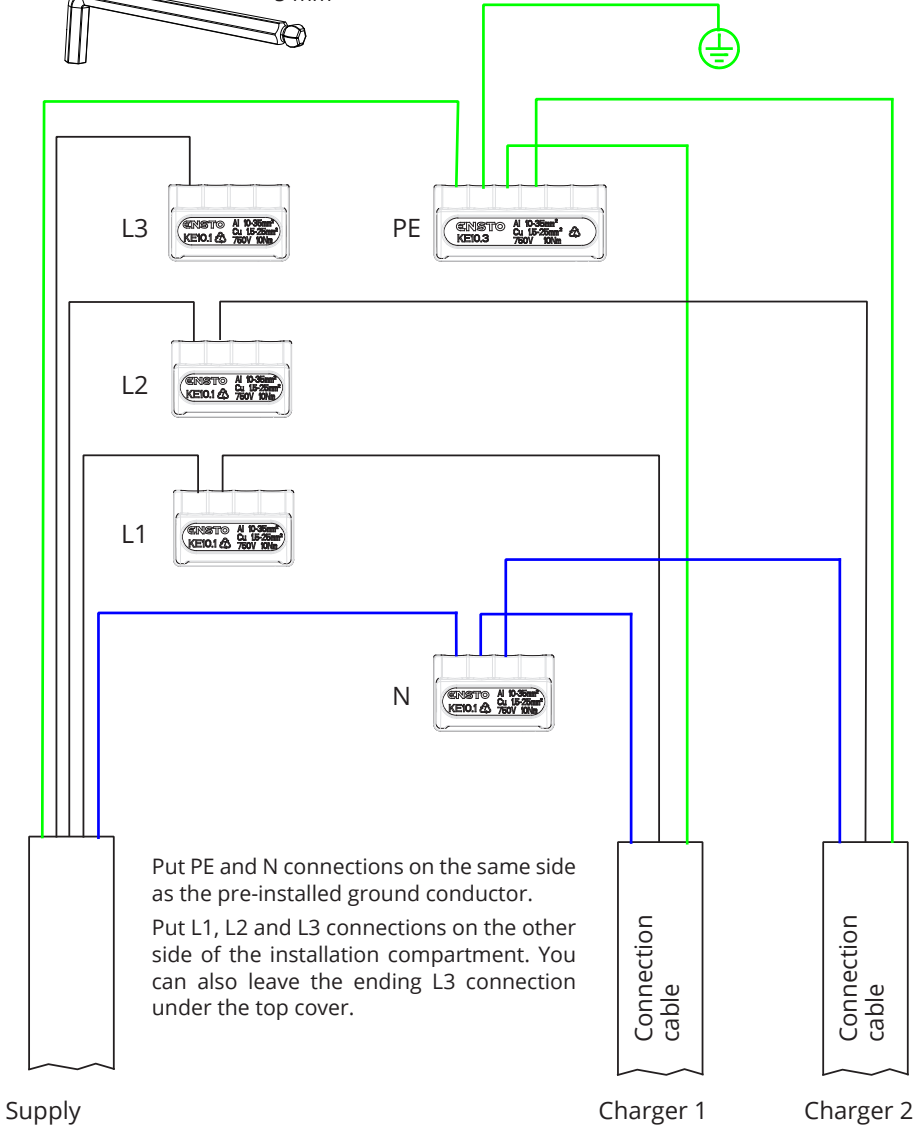 L3
ENSTO Al 10-35mm²
KE10.1 Cu 1.5-25mm²
750V 10Nm
PE
ENSTO Al 10-35mm²
KE10.3 Cu 1.5-25mm²
750V 10Nm
L2
ENSTO Al 10-35mm²
KE10.1 Cu 1.5-25mm²
750V 10Nm
L1
ENSTO Al 10-35mm²
KE10.1 Cu 1.5-25mm²
750V 10Nm
N
ENSTO Al 10-35mm²
KE10.1 Cu 1.5-25mm²
750V 10Nm
Put PE and N connections on the same side
as the pre-installed ground conductor.
Put L1, L2 and L3 connections on the other
side of the installation compartment. You
can also leave the ending L3 connection
under the top cover.
Connection
cable
Connection
cable
Supply
Charger 1
Charger 2